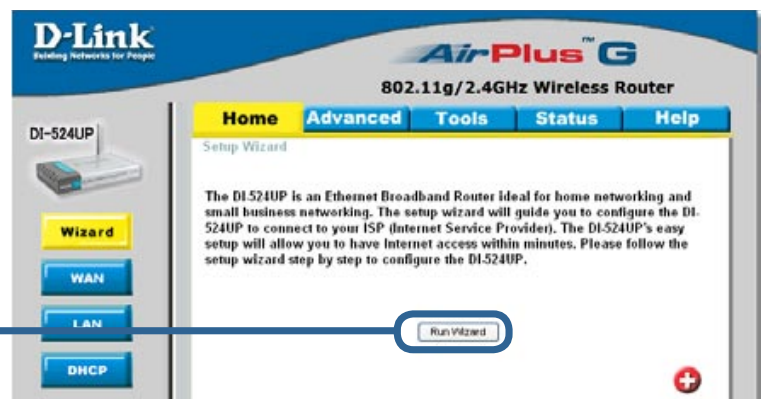 D-Link
Building Networks for People
AirPlus™ G
802.11g/2.4GHz Wireless Router
DI-524UP
Home
Advanced
Tools
Status
Help
Setup Wizard
The DI-524UP is an Ethernet Broadband Router ideal for home networking and
small business networking. The setup wizard will guide you to configure the DI-
524UP to connect to your ISP (Internet Service Provider). The DI-524UP's easy
setup will allow you to have Internet access within minutes. Please follow the
setup wizard step by step to configure the DI-524UP.
Wizard
WAN
LAN
DHCP
Run Wizard